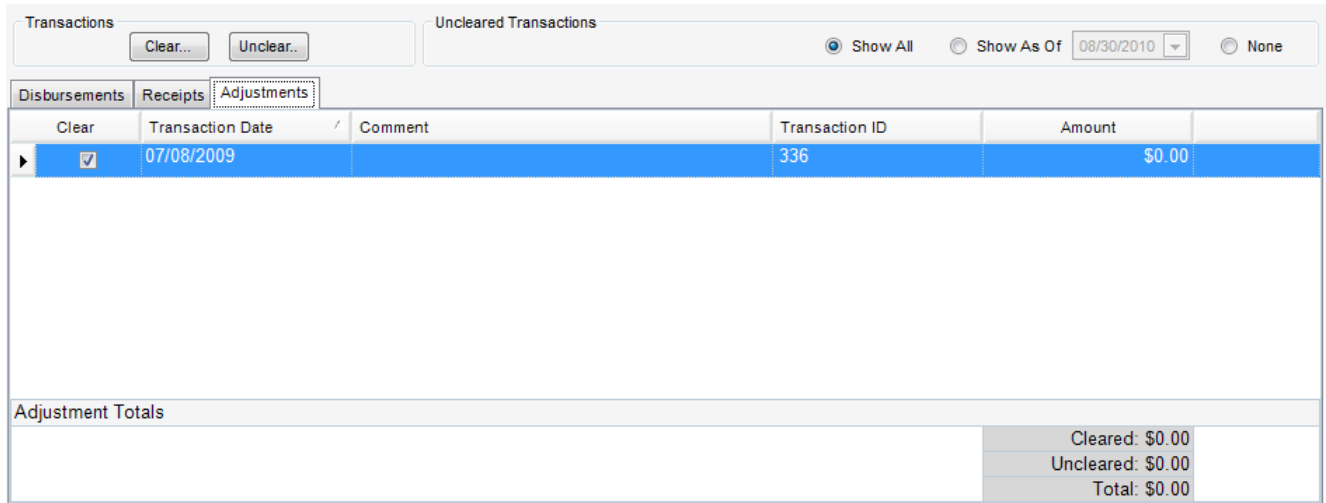 Transactions
Uncleared Transactions
Clear...
Unclear..
Show All
Show As Of
08/30/2010
None
Disbursements
Receipts
Adjustments
Clear
Transaction Date
Comment
Transaction ID
Amount
07/08/2009
336
$0.00
Adjustment Totals
Cleared: $0.00
Uncleared: $0.00
Total: $0.00